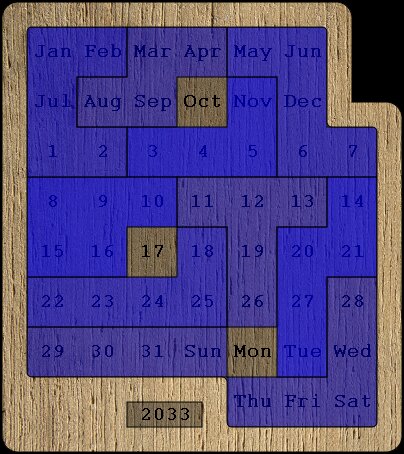 Jan Feb Mar Apr May Jun
Jul Aug Sep Oct Nov Dec
1 2 3 4 5 6 7
8 9 10 11 12 13 14
15 16 17 18 19 20 21
22 23 24 25 26 27 28
29 30 31 Sun Mon Tue Wed
Thu Fri Sat
2033